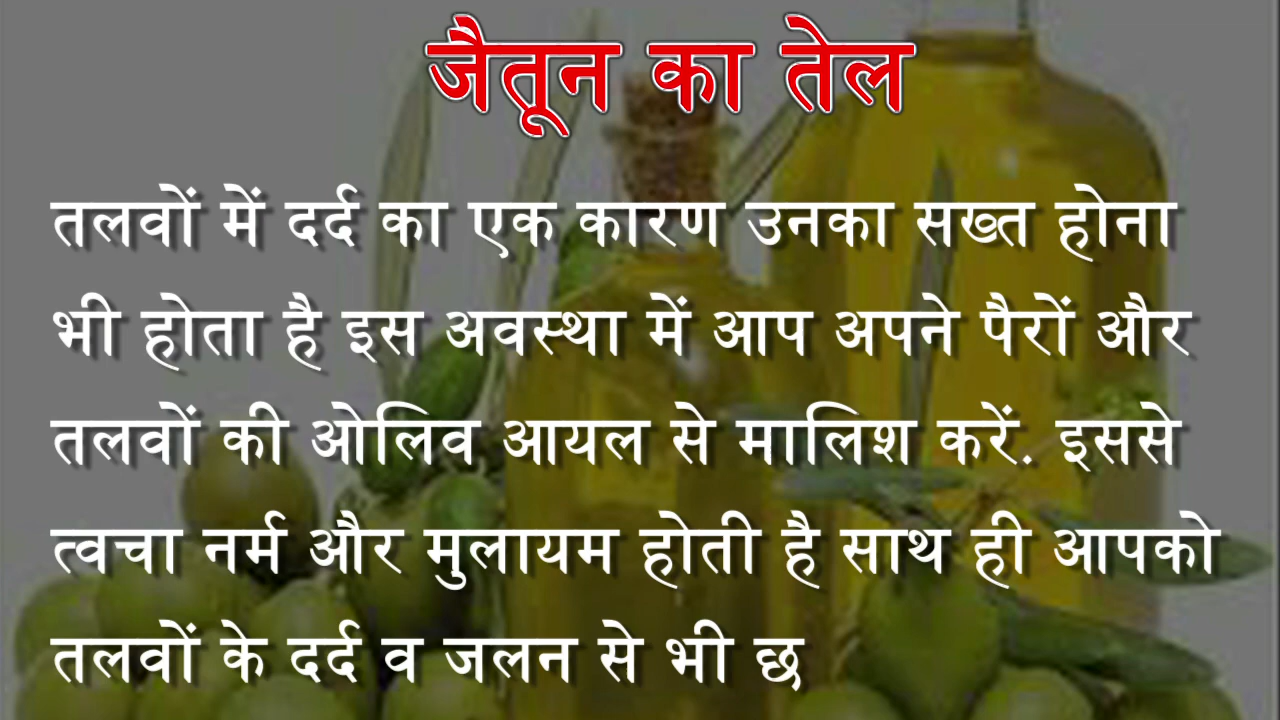 जैतून का तेल
तलवों में दर्द का एक कारण उनका सख्त होना
भी होता है इस अवस्था में आप अपने पैरों और
तलवों की ओलिव आयल से मालिश करें. इससे
त्वचा नर्म और मुलायम होती है साथ ही आपको
तलवों के दर्द व जलन से भी छ